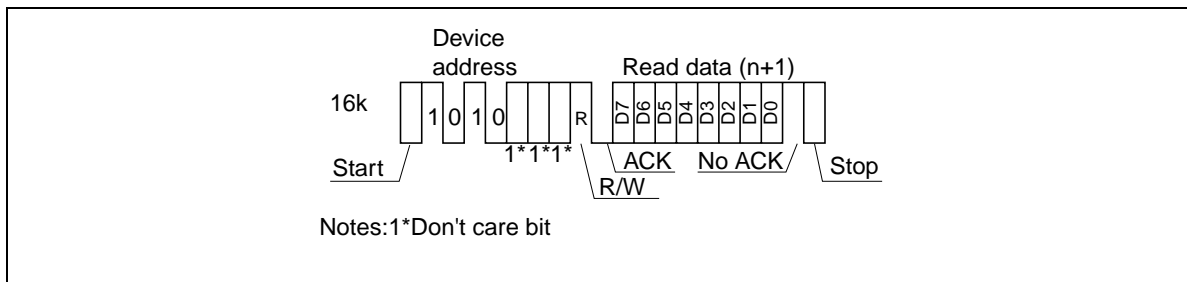 Device
address
Read data (n+1)
16k
1 0 1 0
R
D7 D6 D5 D4 D3 D2 D1 D0
1*1*1*
Start
ACK
No ACK
Stop
R/W
Notes:1*Don't care bit